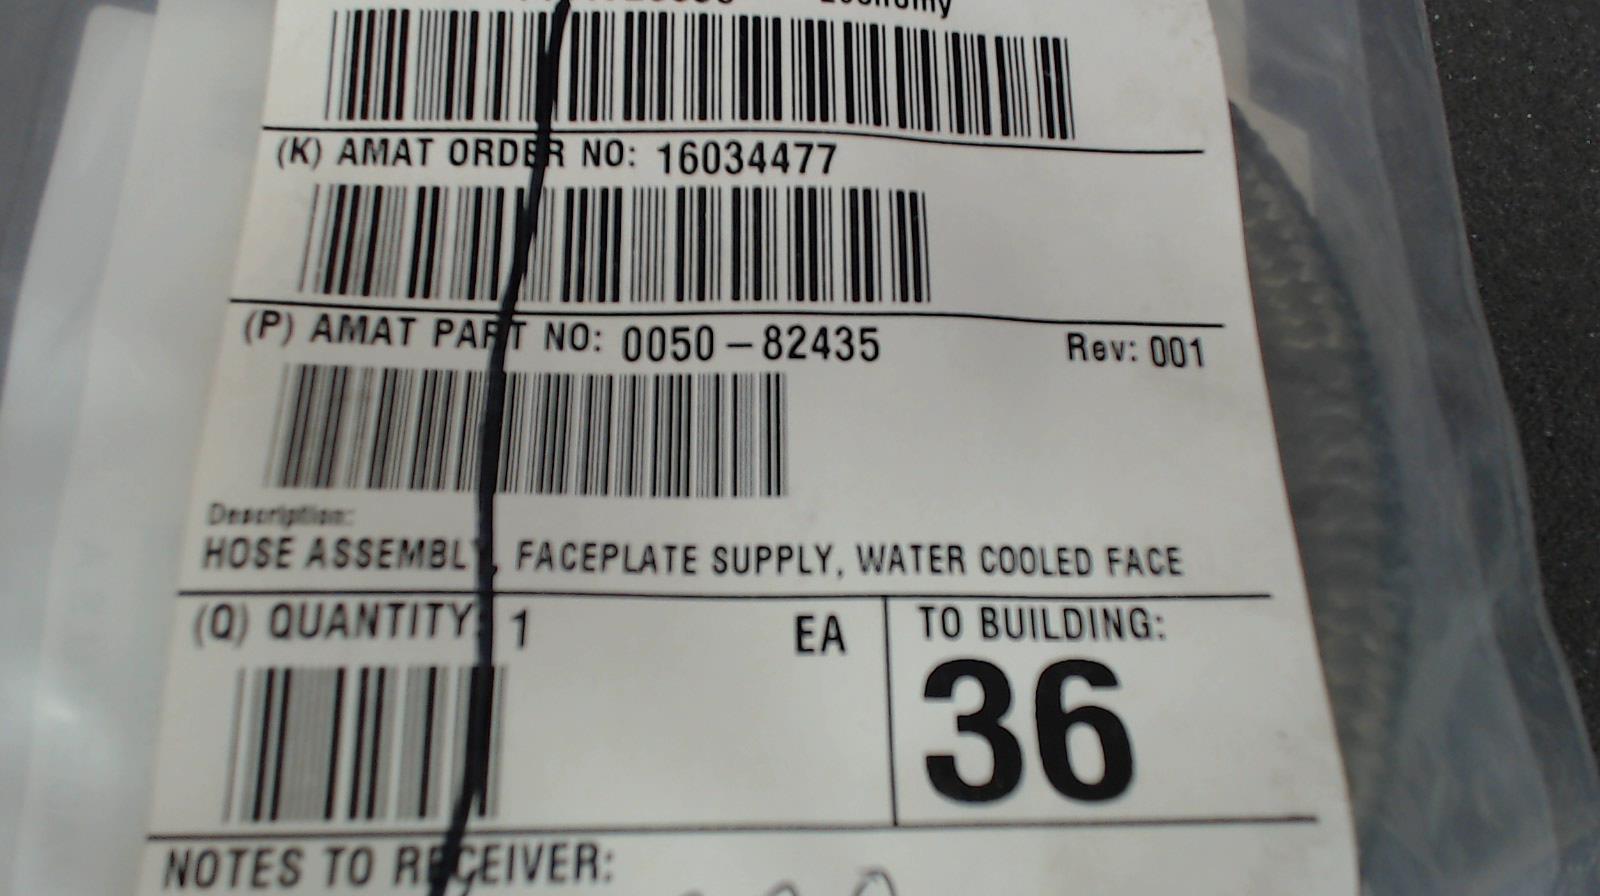 Economy
(K) AMAT ORDER NO: 16034477
(P) AMAT PART NO: 0050-82435 Rev: 001
Description:
HOSE ASSEMBLY, FACEPLATE SUPPLY, WATER COOLED FACE
(Q) QUANTITY: 1 EA
TO BUILDING:
36
NOTES TO RECEIVER: